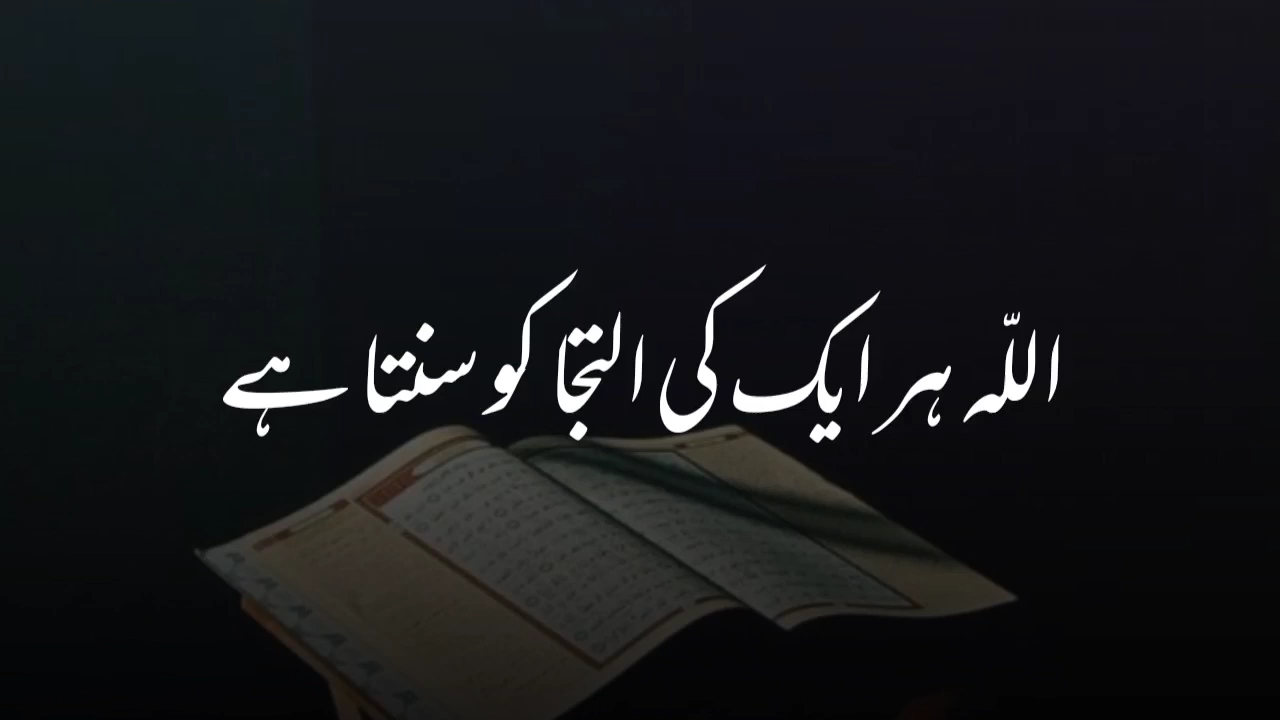 اللہ ہر ایک کی التجا کو سنتا ہے